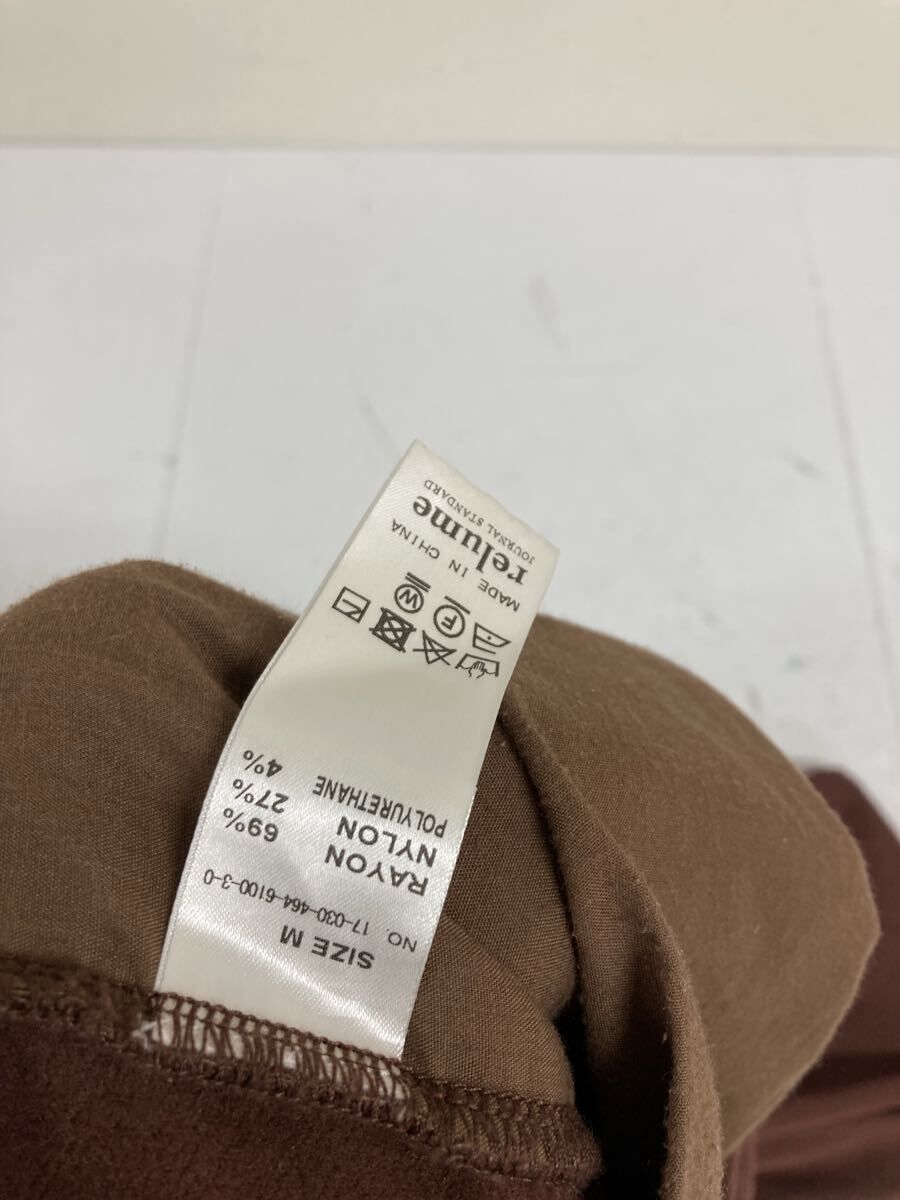 SIZE M
NO. 17-030-464-6100-3-0
RAYON 69%
NYLON 27%
POLYURETHANE 4%
W F
MADE IN CHINA
relume
JOURNAL STANDARD